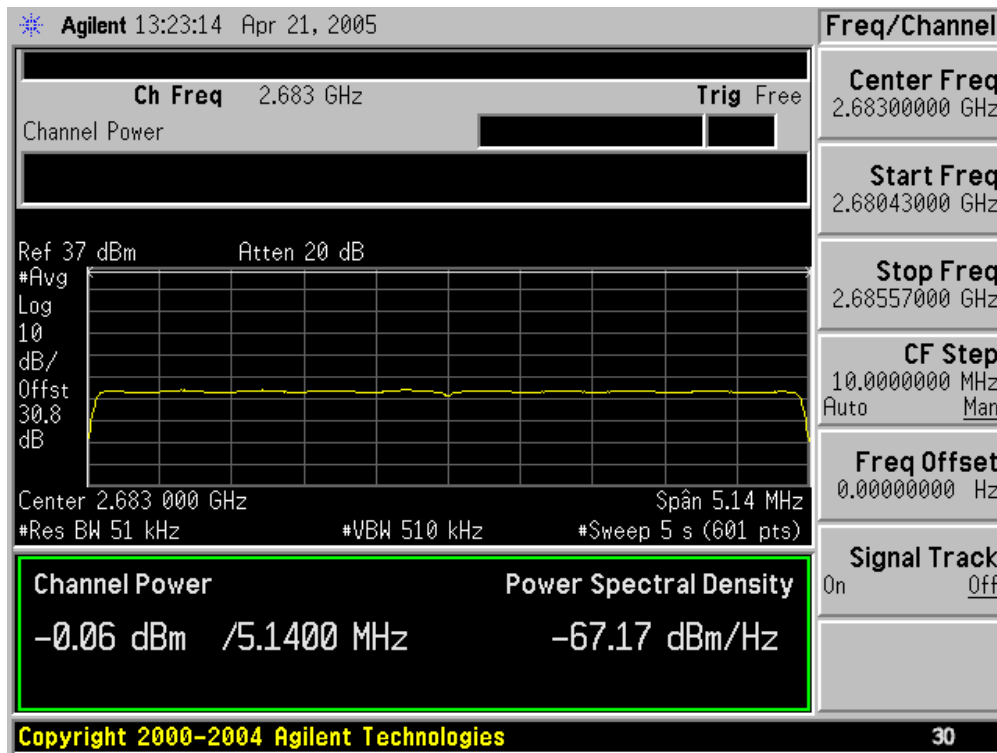 Agilent 13:23:14 Apr 21, 2005
Freq/Channel
Ch Freq 2.683 GHz Trig Free
Channel Power
Center Freq
2.68300000 GHz
Start Freq
2.68043000 GHz
Stop Freq
2.68557000 GHz
CF Step
10.0000000 MHz
Auto Man
Freq Offset
0.00000000 Hz
Signal Track
On Off
Ref 37 dBm Atten 20 dB
#Avg
Log
10
dB/
Offst
30.8
dB
Center 2.683 000 GHz Spân 5.14 MHz
#Res BW 51 kHz #VBW 510 kHz #Sweep 5 s (601 pts)
Channel Power Power Spectral Density
-0.06 dBm /5.1400 MHz -67.17 dBm/Hz
Copyright 2000-2004 Agilent Technologies 30